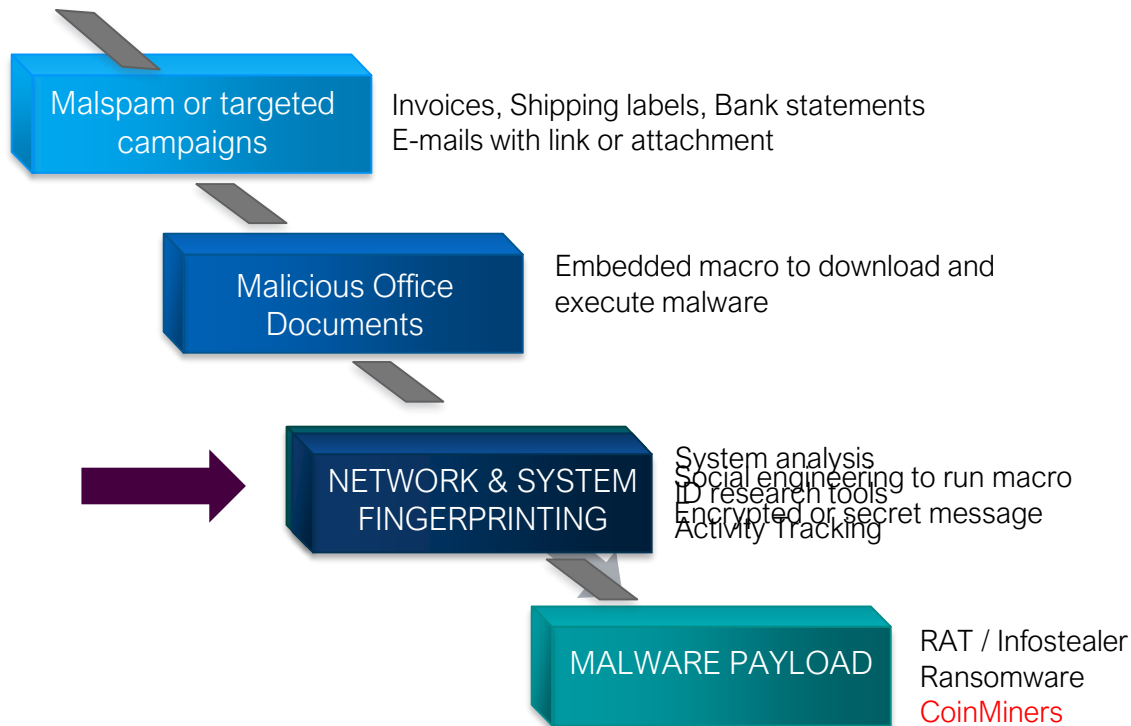 Malspam or targeted
campaigns
Invoices, Shipping labels, Bank statements
E-mails with link or attachment
Malicious Office
Documents
Embedded macro to download and
execute malware
NETWORK & SYSTEM
FINGERPRINTING
System analysis
ID research tools
Activity Tracking
Social engineering to run macro
Encrypted or secret message
MALWARE PAYLOAD
RAT / Infostealer
Ransomware
CoinMiners